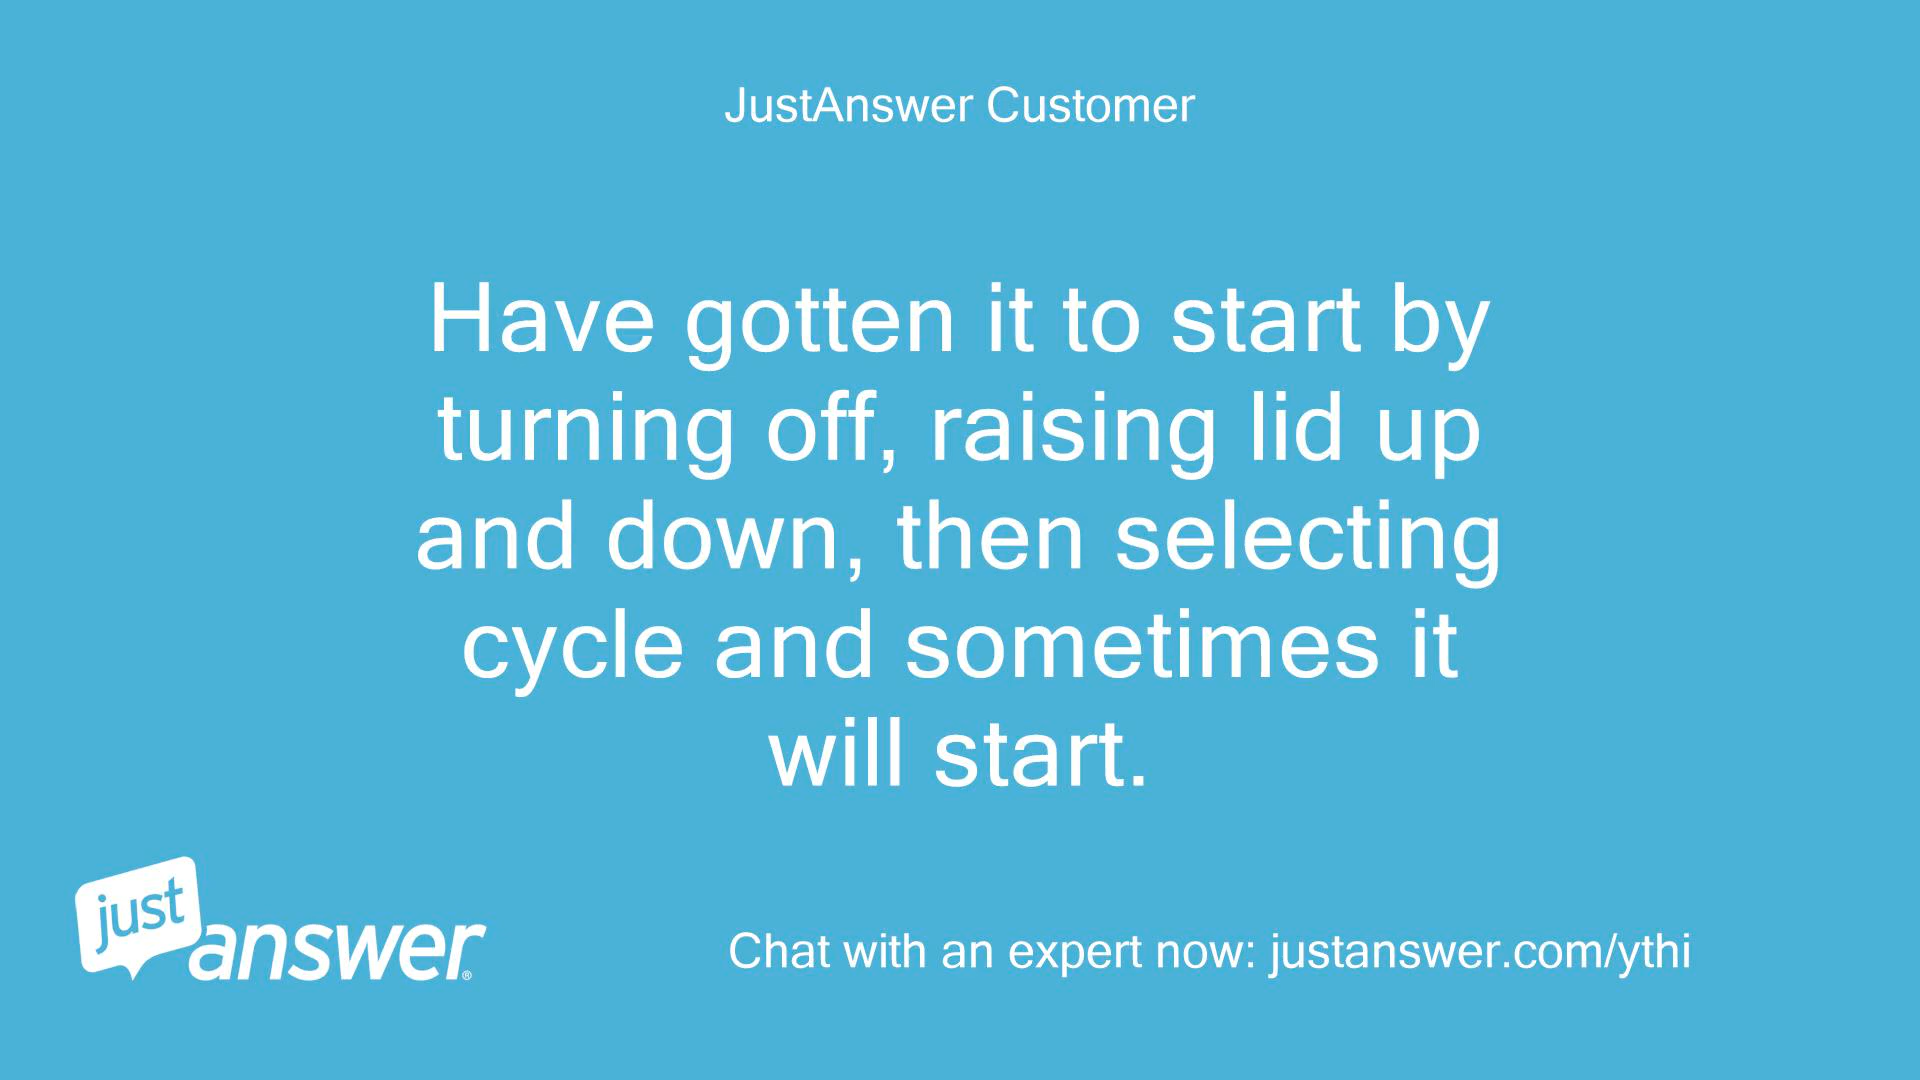 JustAnswer Customer
Have gotten it to start by
turning off, raising lid up
and down, then selecting
cycle and sometimes it
will start.
just
answer®
Chat with an expert now: justanswer.com/ythi